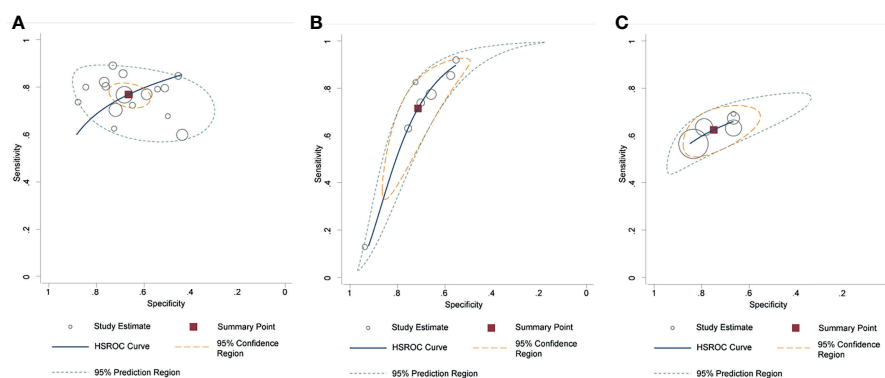 A
B
C
1
.8
.6
.4
.2
0
Sensitivity
1
.8
.6
.4
.2
0
Specificity
Study Estimate
Summary Point
HSROC Curve
95% Confidence
Region
95% Prediction Region
1
.8
.6
.4
.2
0
Sensitivity
1
.8
.6
.4
.2
0
Specificity
Study Estimate
Summary Point
HSROC Curve
95% Confidence
Region
95% Prediction Region
1
.8
.6
.4
.2
0
Sensitivity
1
.8
.6
.4
.2
0
Specificity
Study Estimate
Summary Point
HSROC Curve
95% Confidence
Region
95% Prediction Region